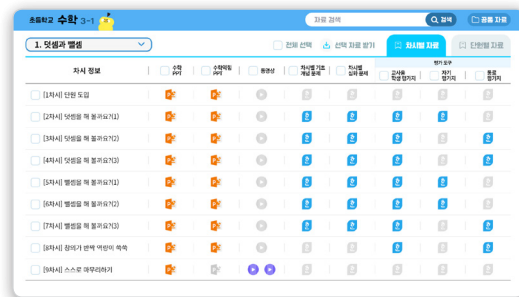 초등학교 수학 3-1
자료 검색
검색
공통 자료
1. 덧셈과 뺄셈
전체 선택
선택 자료 받기
차시별 자료
단원별 자료
차시 정보
수학 PPT
수학익힘 PPT
동영상
차시별 기초 개념 문제
차시별 심화 문제
평가 도구
교사용 학생 평가지
자기 평가지
동료 평가지
[1차시] 단원 도입
[2차시] 덧셈을 해 볼까요?(1)
[3차시] 덧셈을 해 볼까요?(2)
[4차시] 덧셈을 해 볼까요?(3)
[5차시] 뺄셈을 해 볼까요?(1)
[6차시] 뺄셈을 해 볼까요?(2)
[7차시] 뺄셈을 해 볼까요?(3)
[8차시] 창의가 반짝 역량이 쑥쑥
[9차시] 스스로 마무리하기